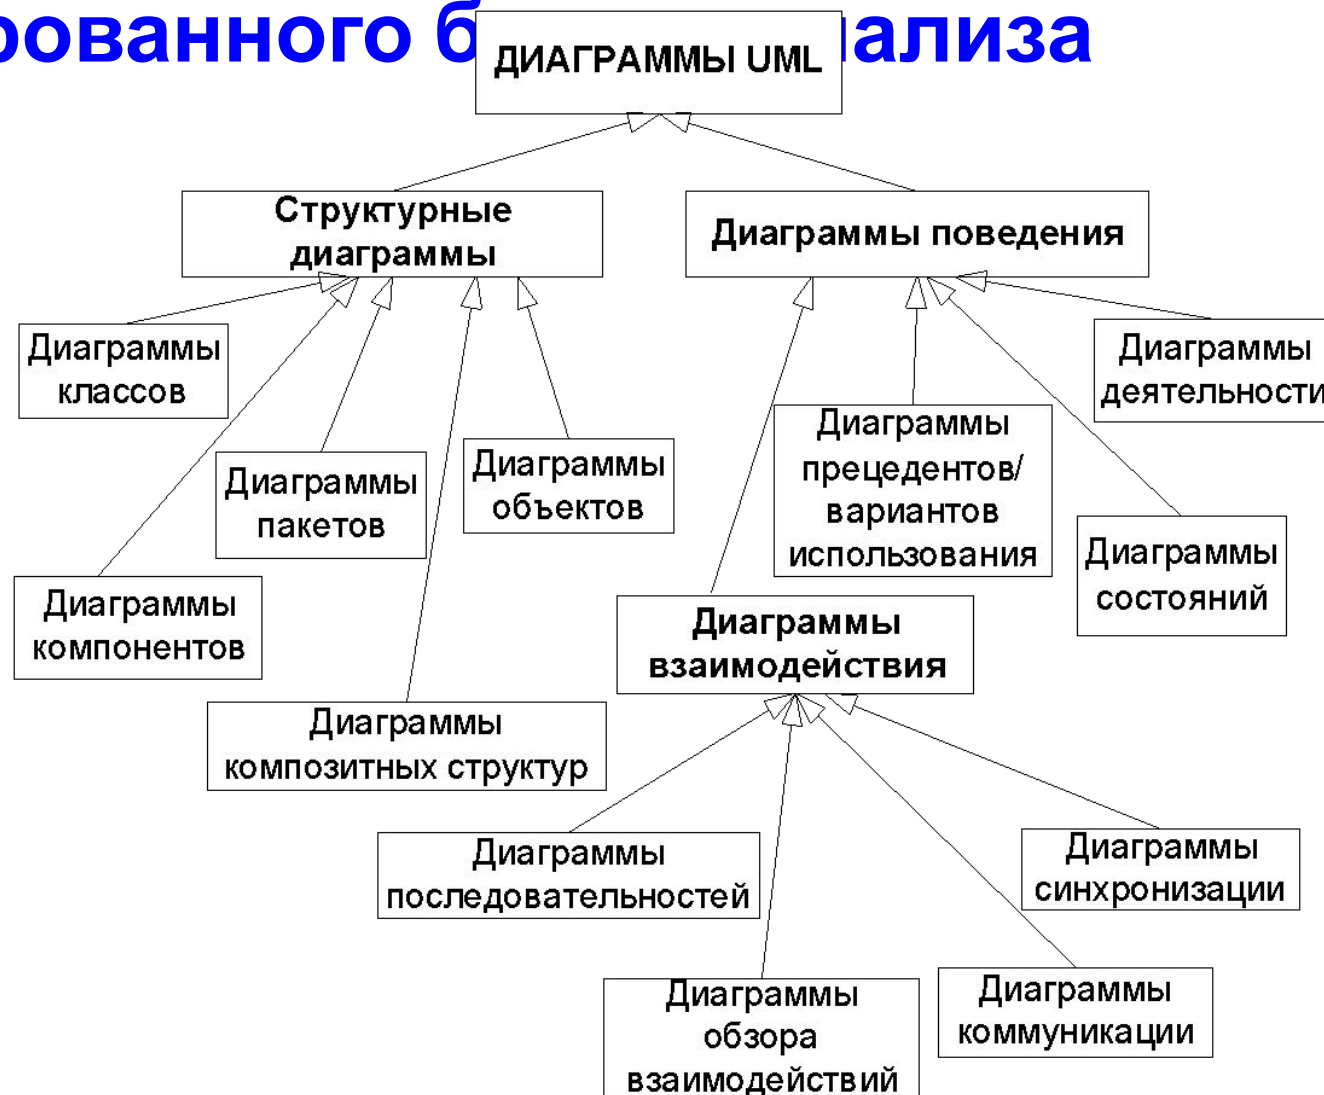 рованного б
ализа
ДИАГРАММЫ UML
Структурные
диаграммы
Диаграммы поведения
Диаграммы
классов
Диаграммы
деятельности
Диаграммы
прецедентов/
вариантов
использования
Диаграммы
пакетов
Диаграммы
объектов
Диаграммы
состояний
Диаграммы
компонентов
Диаграммы
взаимодействия
Диаграммы
композитных структур
Диаграммы
последовательностей
Диаграммы
синхронизации
Диаграммы
обзора
взаимодействий
Диаграммы
коммуникации